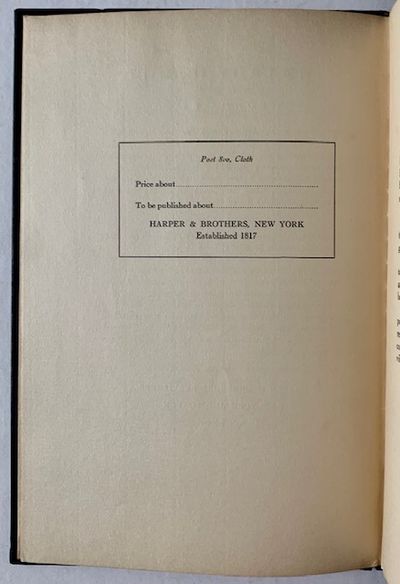 Post 8vo, Cloth
Price about
To be published about
HARPER & BROTHERS, NEW YORK
Established 1817